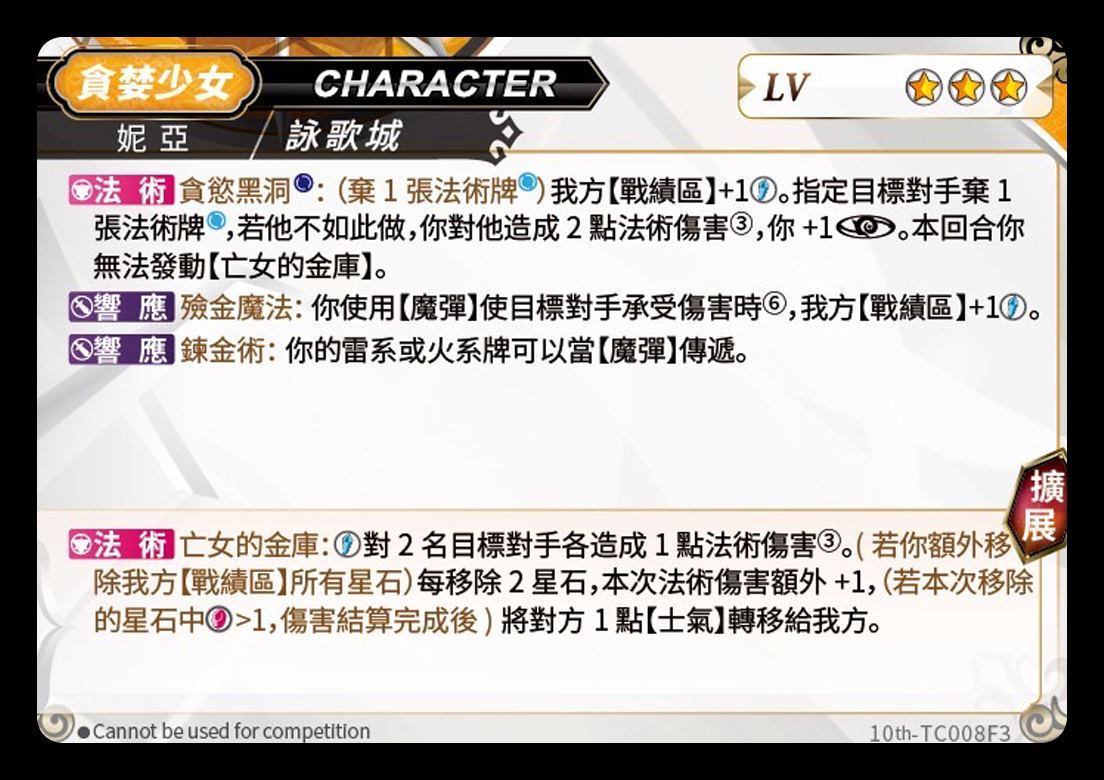 貪婪少女 CHARACTER LV
妮亞 / 詠歌城
法術 貪慾黑洞：（棄 1 張法術牌）我方【戰績區】+1。指定目標對手棄 1
張法術牌，若他不如此做，你對他造成 2 點法術傷害③，你 +1。本回合你
無法發動【亡女的金庫】。
響應 殮金魔法：你使用【魔彈】使目標對手承受傷害時⑥，我方【戰績區】+1。
響應 鍊金術：你的雷系或火系牌可以當【魔彈】傳遞。
擴展
法術 亡女的金庫：對 2 名目標對手各造成 1 點法術傷害③。( 若你額外移
除我方【戰績區】所有星石）每移除 2 星石，本次法術傷害額外 +1，（若本次移除
的星石中>1，傷害結算完成後 ) 將對方 1 點【士氣】轉移給我方。
●Cannot be used for competition
10th-TC008F3